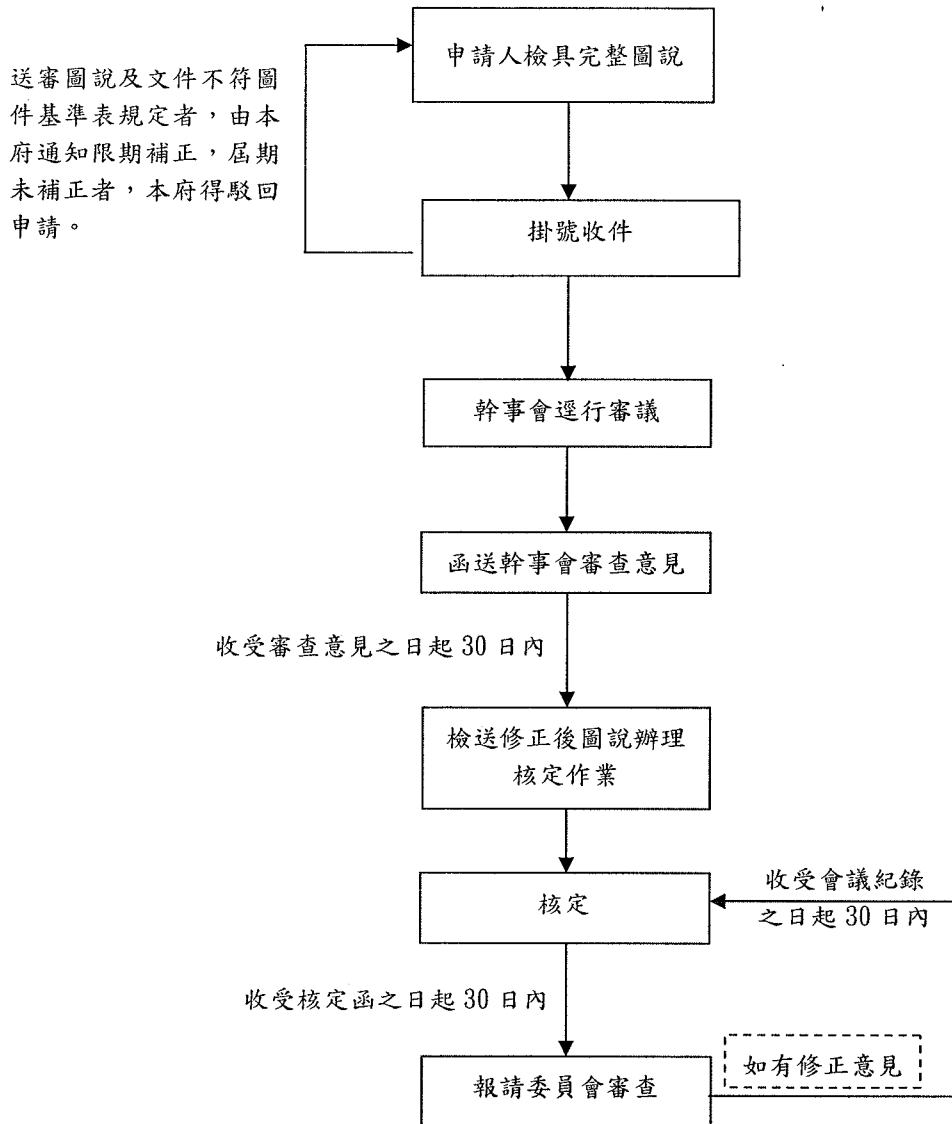 申請人檢具完整圖說
送審圖說及文件不符圖
件基準表規定者，由本
府通知限期補正，屆期
未補正者，本府得駁回
申請。
掛號收件
幹事會逕行審議
函送幹事會審查意見
收受審查意見之日起 30 日內
檢送修正後圖說辦理
核定作業
核定
收受會議紀錄
之日起 30 日內
收受核定函之日起 30 日內
如有修正意見
報請委員會審查